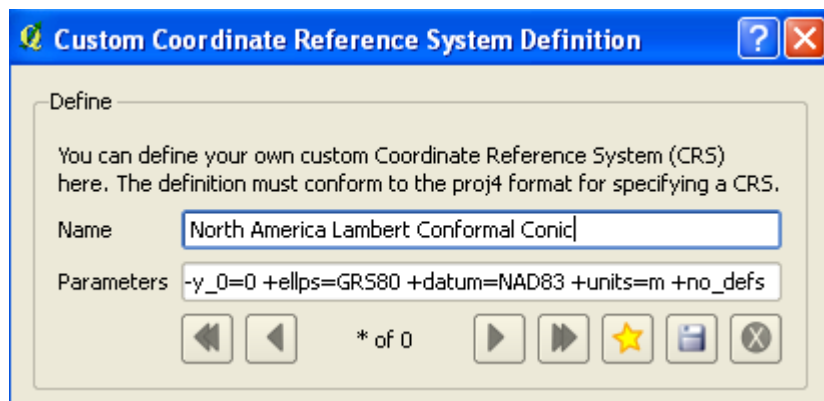 Custom Coordinate Reference System Definition
Define
You can define your own custom Coordinate Reference System (CRS)
here. The definition must conform to the proj4 format for specifying a CRS.
Name North America Lambert Conformal Conic
Parameters -y_0=0 +ellps=GRS80 +datum=NAD83 +units=m +no_defs
* of 0